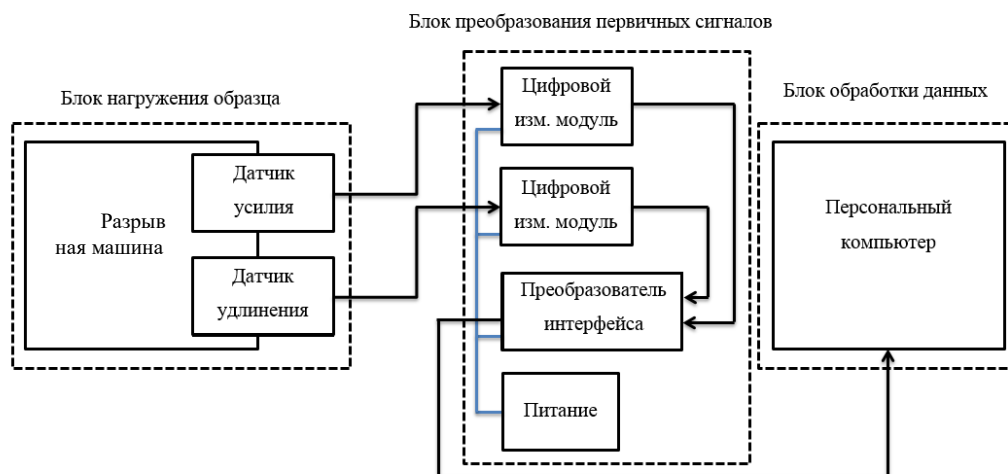 Блок преобразования первичных сигналов
Блок нагружения образца
Разрыв
ная машина
Датчик
усилия
Датчик
удлинения
Цифровой
изм. модуль
Цифровой
изм. модуль
Преобразователь
интерфейса
Питание
Блок обработки данных
Персональный
компьютер